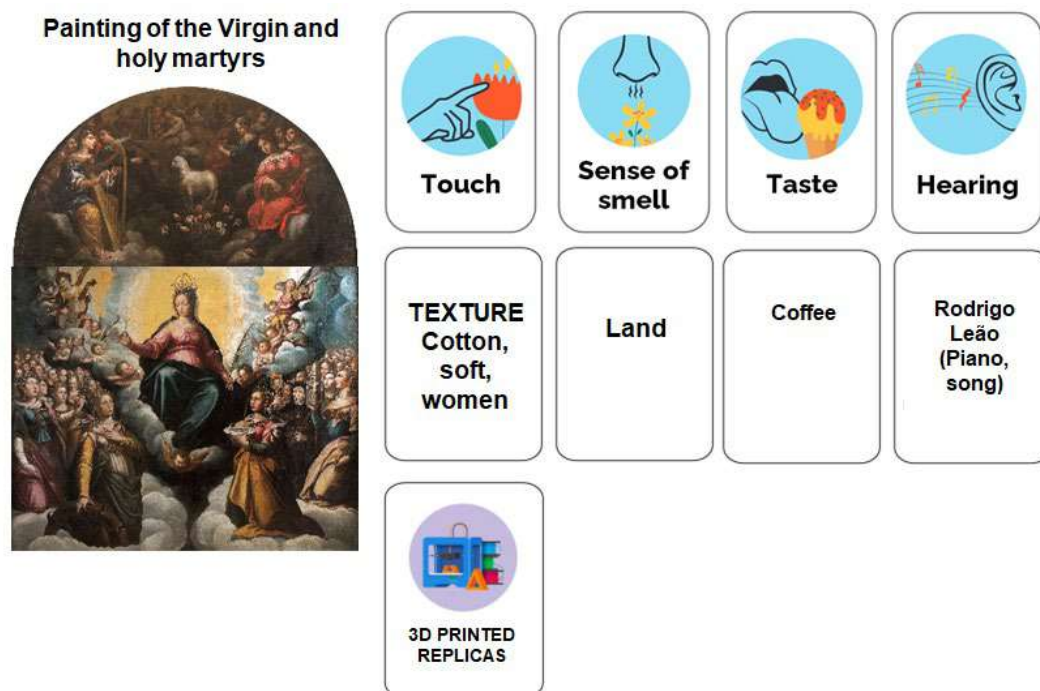 Painting of the Virgin and
holy martyrs
Touch
Sense of
smell
Taste
Hearing
TEXTURE
Cotton,
soft,
women
Land
Coffee
Rodrigo
Leão
(Piano,
song)
3D PRINTED
REPLICAS